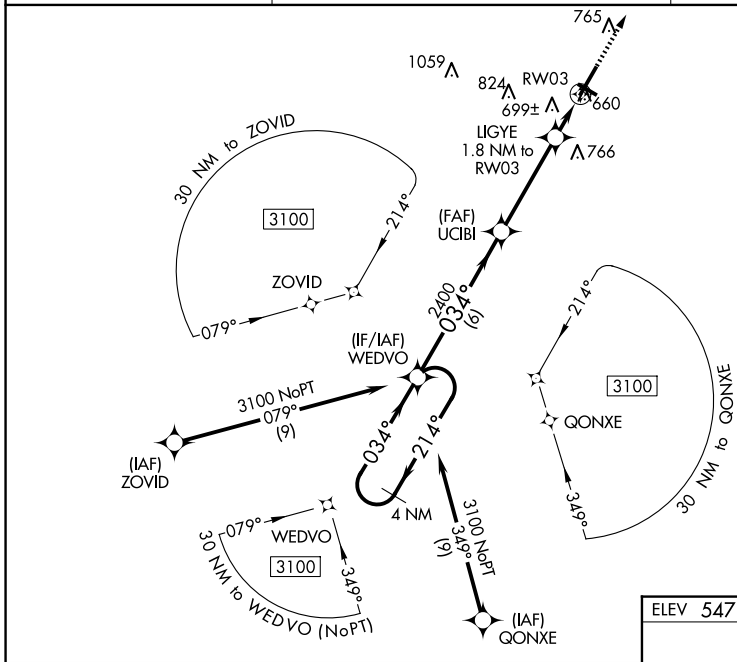 765
1059
824
RW03
699±
660
LIGYE
1.8 NM to
RW03
766
30 NM to ZOVID
3100
214°
(FAF)
UCIBI
ZOVID
079°
2400
034°
(6)
214°
(IF/IAF)
WEDVO
3100
QONXE
30 NM to QONXE
349°
3100 NoPT
079°
(9)
(IAF)
ZOVID
034°
214°
4 NM
079°
WEDVO
3100
349°
30 NM to WEDVO (NoPT)
3100 NoPT
349°
(9)
(IAF)
QONXE
ELEV 547